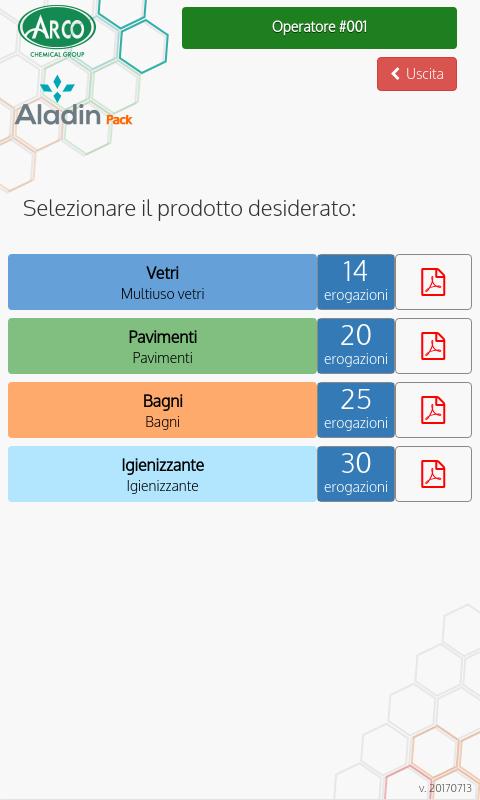 ARCO
CHEMICAL GROUP
Operatore #001
Uscita
Aladin Pack
Selezionare il prodotto desiderato:
Vetri
Multiuso vetri
14
erogazioni
Pavimenti
Pavimenti
20
erogazioni
Bagni
Bagni
25
erogazioni
Igienizzante
Igienizzante
30
erogazioni
v. 20170713